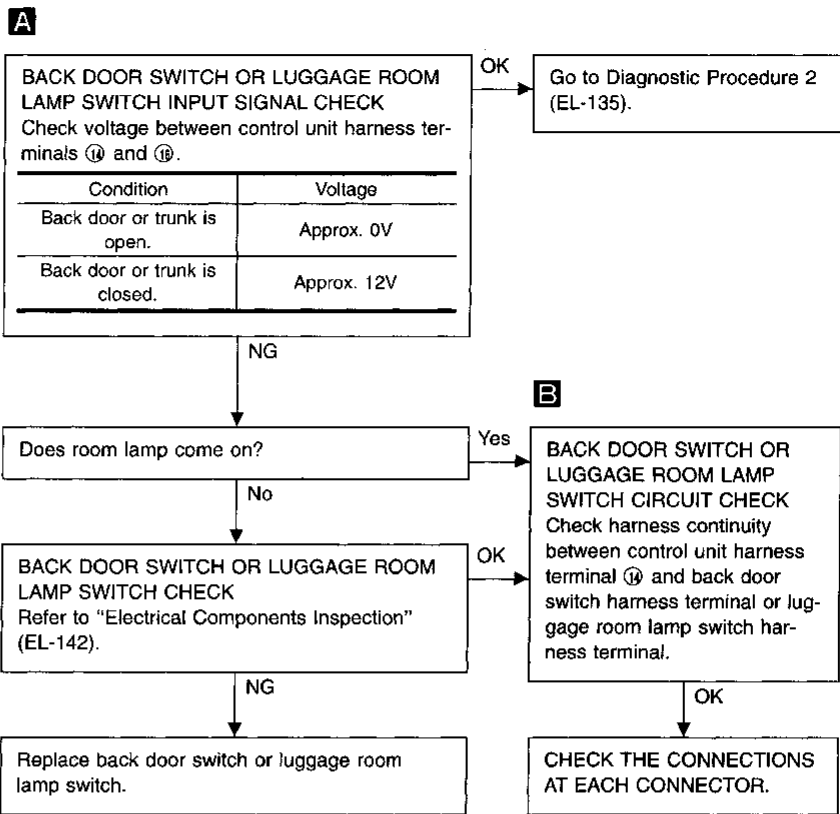 A
BACK DOOR SWITCH OR LUGGAGE ROOM
LAMP SWITCH INPUT SIGNAL CHECK
Check voltage between control unit harness ter-
minals ⑭ and ⑯.
Condition Voltage
Back door or trunk is
open.
Approx. 0V
Back door or trunk is
closed.
Approx. 12V
OK
Go to Diagnostic Procedure 2
(EL-135).
NG
Does room lamp come on?
Yes
No
BACK DOOR SWITCH OR LUGGAGE ROOM
LAMP SWITCH CHECK
Refer to "Electrical Components Inspection"
(EL-142).
OK
NG
Replace back door switch or luggage room
lamp switch.
B
BACK DOOR SWITCH OR
LUGGAGE ROOM LAMP
SWITCH CIRCUIT CHECK
Check harness continuity
between control unit harness
terminal ⑭ and back door
switch harness terminal or lug-
gage room lamp switch har-
ness terminal.
OK
CHECK THE CONNECTIONS
AT EACH CONNECTOR.